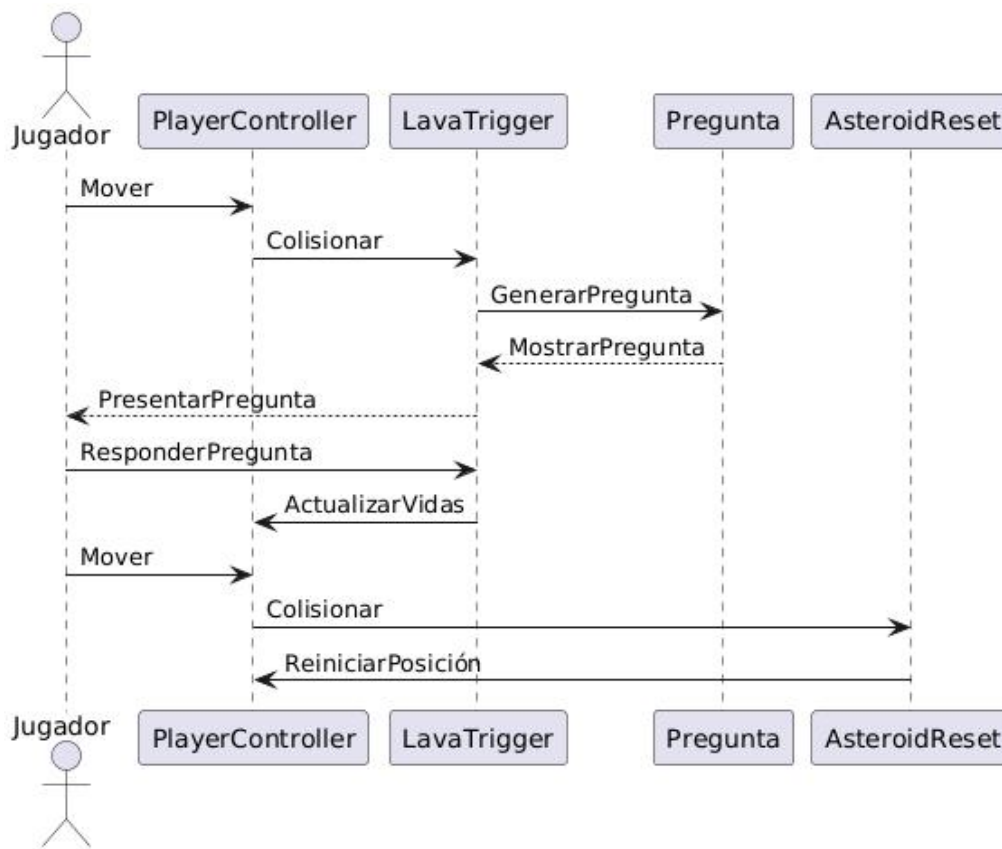 Jugador
PlayerController
LavaTrigger
Pregunta
AsteroidReset
Mover
Colisionar
GenerarPregunta
MostrarPregunta
PresentarPregunta
ResponderPregunta
ActualizarVidas
Mover
Colisionar
ReiniciarPosición
Jugador
PlayerController
LavaTrigger
Pregunta
AsteroidReset